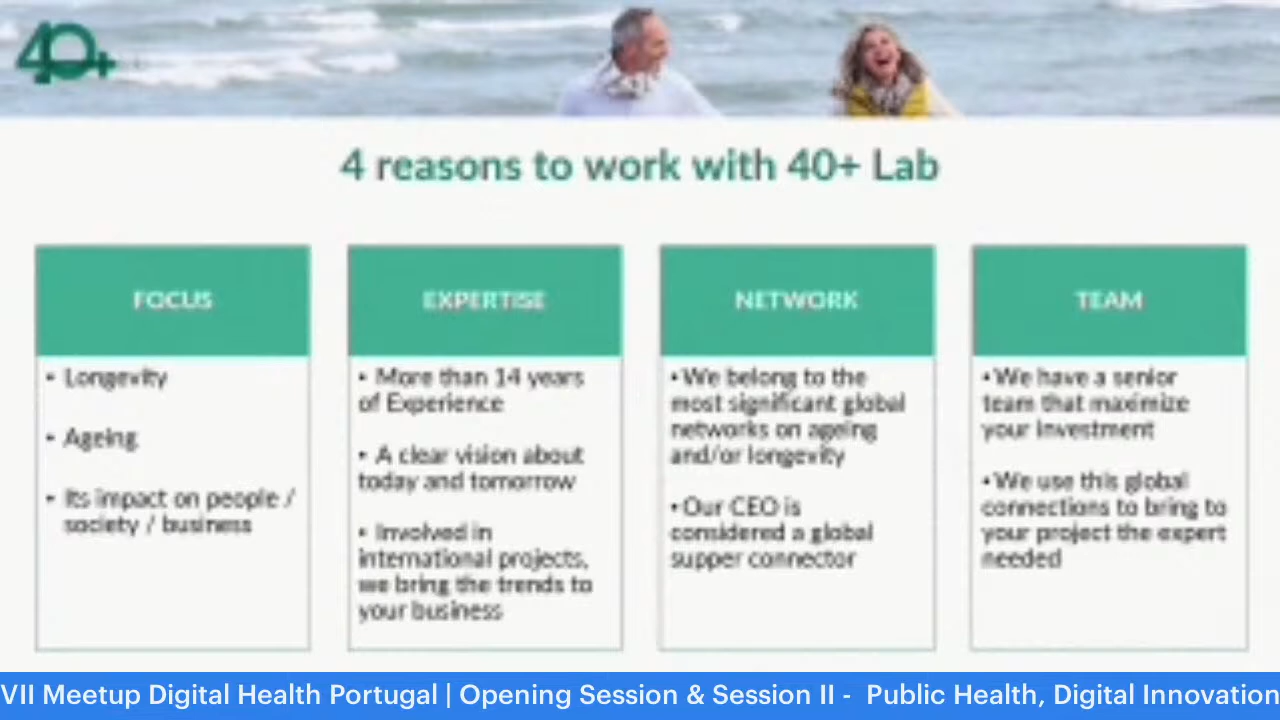 40+
4 reasons to work with 40+ Lab
FOCUS
• Longevity
• Ageing
• Its impact on people /
society / business
EXPERTISE
• More than 14 years
of Experience
• A clear vision about
today and tomorrow
• Involved in
international projects,
we bring the trends to
your business
NETWORK
• We belong to the
most significant global
networks on ageing
and/or longevity
• Our CEO is
considered a global
supper connector
TEAM
• We have a senior
team that maximize
your investment
• We use this global
connections to bring to
your project the expert
needed
VII Meetup Digital Health Portugal | Opening Session & Session II - Public Health, Digital Innovation